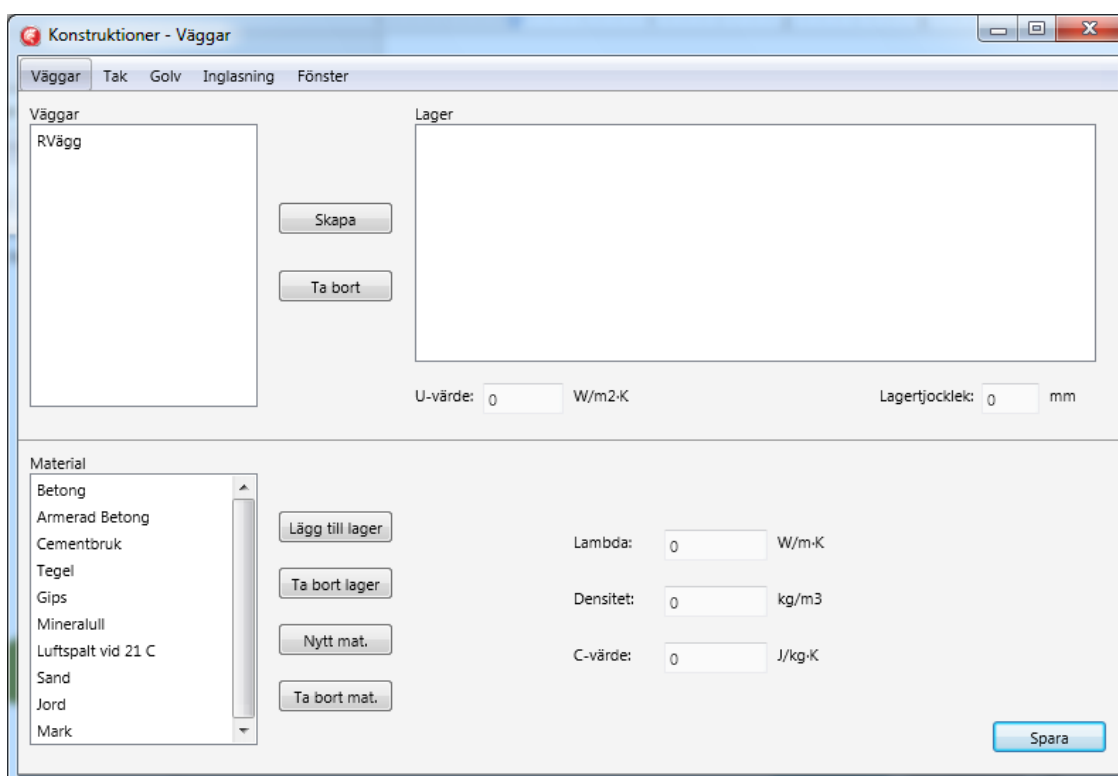 Konstruktioner - Väggar
Väggar Tak Golv Inglasning Fönster
Väggar
RVägg
Skapa
Ta bort
Lager
U-värde: 0 W/m2·K
Lagertjocklek: 0 mm
Material
Betong
Armerad Betong
Cementbruk
Tegel
Gips
Mineralull
Luftspalt vid 21 C
Sand
Jord
Mark
Lägg till lager
Ta bort lager
Nytt mat.
Ta bort mat.
Lambda: 0 W/m·K
Densitet: 0 kg/m3
C-värde: 0 J/kg·K
Spara